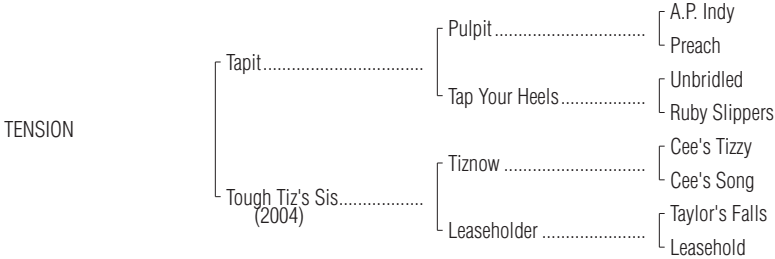 A.P. Indy
Pulpit..............................
Preach
Tapit................................
Unbridled
Tap Your Heels.................
Ruby Slippers
TENSION
Cee's Tizzy
Tiznow ............................
Cee's Song
Tough Tiz's Sis.................
(2004)
Taylor's Falls
Leaseholder .....................
Leasehold